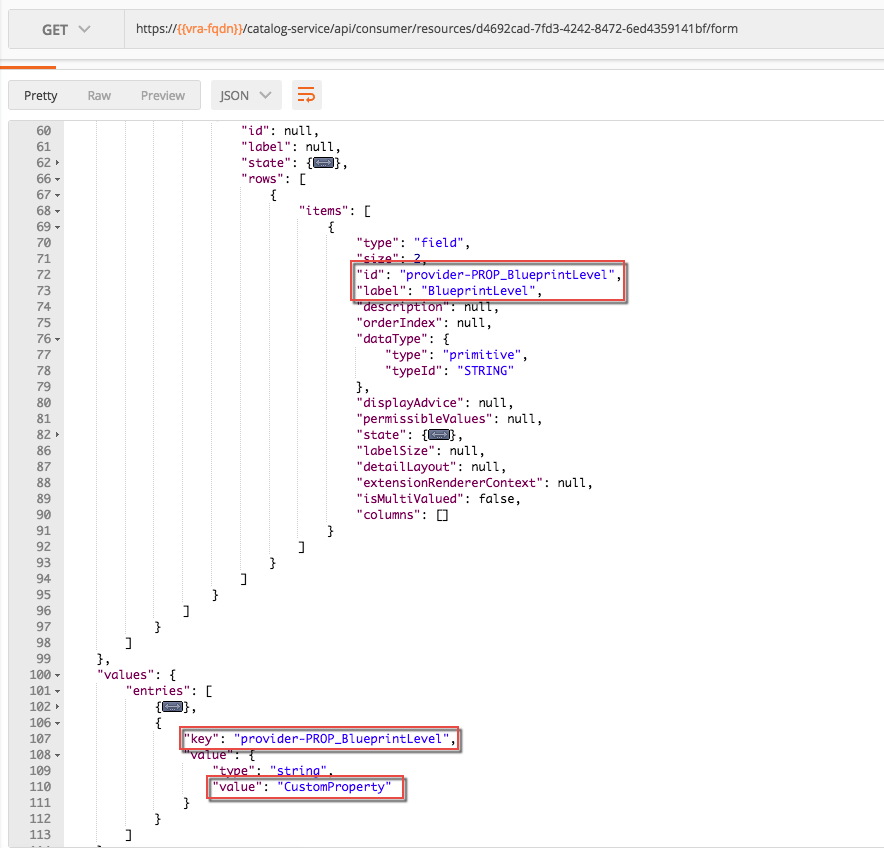 GET https://{{vra-fqdn}}/catalog-service/api/consumer/resources/d4692cad-7fd3-4242-8472-6ed4359141bf/form
Pretty Raw Preview JSON
60 "id": null,
61 "label": null,
62 "state": {↔},
66 "rows": [
67 {
68 "items": [
69 {
70 "type": "field",
71 "size": 2,
72 "id": "provider-PROP_BlueprintLevel",
73 "label": "BlueprintLevel",
74 "description": null,
75 "orderIndex": null,
76 "dataType": {
77 "type": "primitive",
78 "typeId": "STRING"
79 },
80 "displayAdvice": null,
81 "permissibleValues": null,
82 "state": {↔},
86 "labelSize": null,
87 "detailLayout": null,
88 "extensionRendererContext": null,
89 "isMultiValued": false,
90 "columns": []
91 }
92 ]
93 }
94 ]
95 }
96 ]
97 }
98 ]
99 },
100 "values": {
101 "entries": [
102 {↔},
106 {
107 "key": "provider-PROP_BlueprintLevel",
108 "value": {
109 "type": "string",
110 "value": "CustomProperty"
111 }
112 }
113 ]